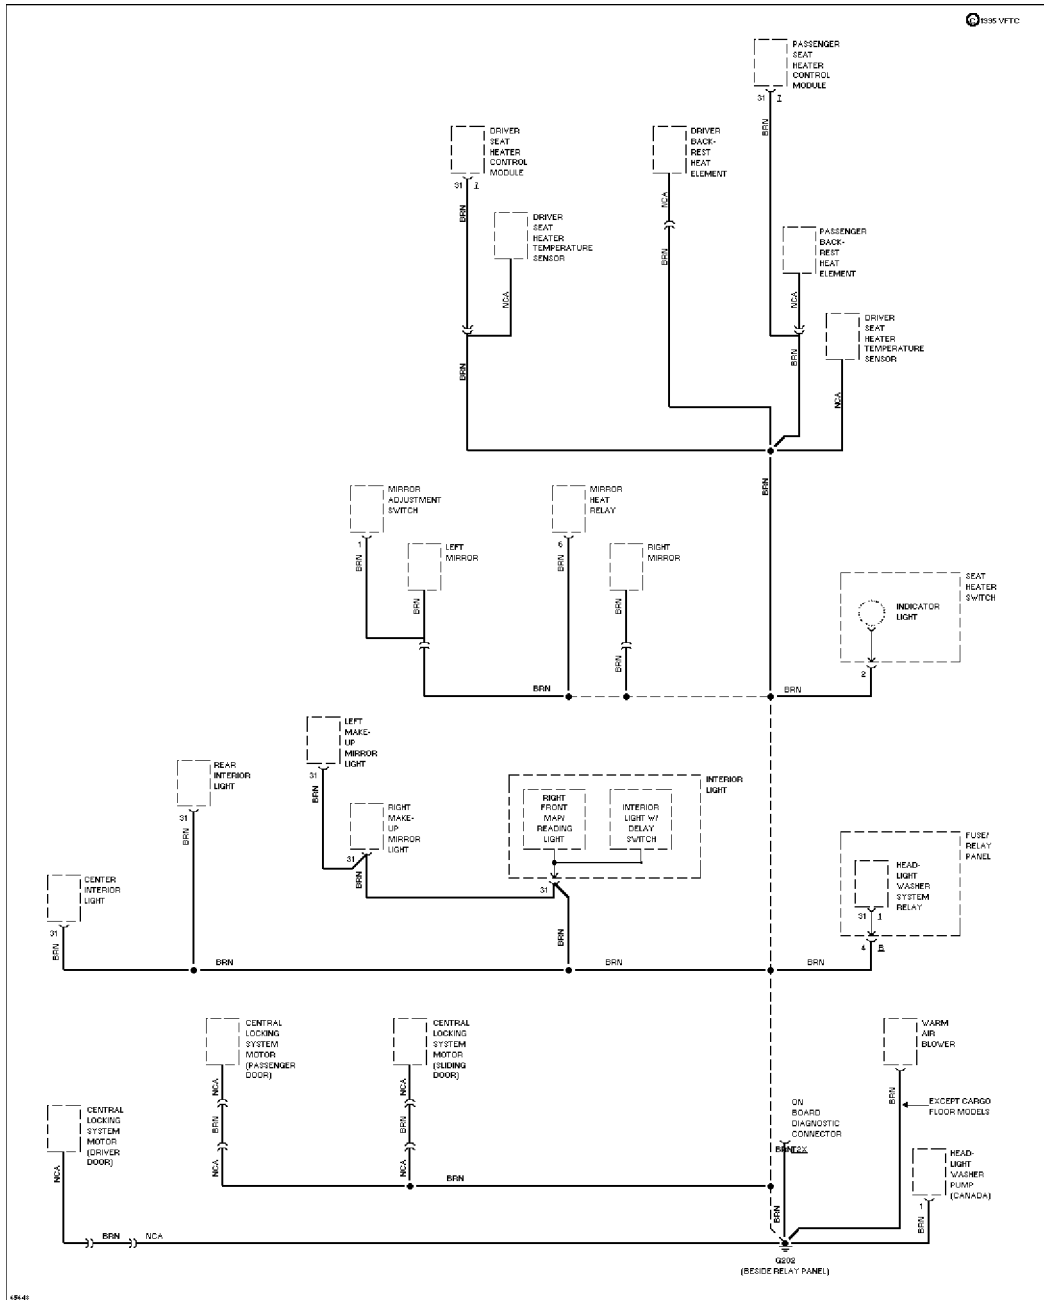 © 1995 VFTC
PASSENGER
SEAT
HEATER
CONTROL
MODULE
31 7
BRN
DRIVER
SEAT
HEATER
CONTROL
MODULE
31 7
BRN
DRIVER
BACK-
REST
HEAT
ELEMENT
NCA
BRN
DRIVER
SEAT
HEATER
TEMPERATURE
SENSOR
NCA
BRN
PASSENGER
BACK-
REST
HEAT
ELEMENT
NCA
BRN
DRIVER
SEAT
HEATER
TEMPERATURE
SENSOR
NCA
BRN
MIRROR
ADJUSTMENT
SWITCH
1
BRN
LEFT
MIRROR
BRN
MIRROR
HEAT
RELAY
6
BRN
RIGHT
MIRROR
BRN
BRN
SEAT
HEATER
SWITCH
INDICATOR
LIGHT
2
BRN
BRN
LEFT
MAKE-
UP
MIRROR
LIGHT
31
BRN
REAR
INTERIOR
LIGHT
31
BRN
RIGHT
MAKE-
UP
MIRROR
LIGHT
31
BRN
INTERIOR
LIGHT
RIGHT
FRONT
MAP/
READING
LIGHT
INTERIOR
LIGHT W/
DELAY
SWITCH
31
BRN
FUSE/
RELAY
PANEL
HEAD-
LIGHT
WASHER
SYSTEM
RELAY
31 1
4 B
CENTER
INTERIOR
LIGHT
31
BRN
BRN
BRN
BRN
CENTRAL
LOCKING
SYSTEM
MOTOR
(PASSENGER
DOOR)
NCA
BRN
NCA
CENTRAL
LOCKING
SYSTEM
MOTOR
(SLIDING
DOOR)
NCA
BRN
NCA
BRN
WARM
AIR
BLOWER
BRN
EXCEPT CARGO
FLOOR MODELS
ON
BOARD
DIAGNOSTIC
CONNECTOR
BRN T2X
BRN
CENTRAL
LOCKING
SYSTEM
MOTOR
(DRIVER
DOOR)
NCA
BRN
NCA
HEAD-
LIGHT
WASHER
PUMP
(CANADA)
1
BRN
G202
(BESIDE RELAY PANEL)